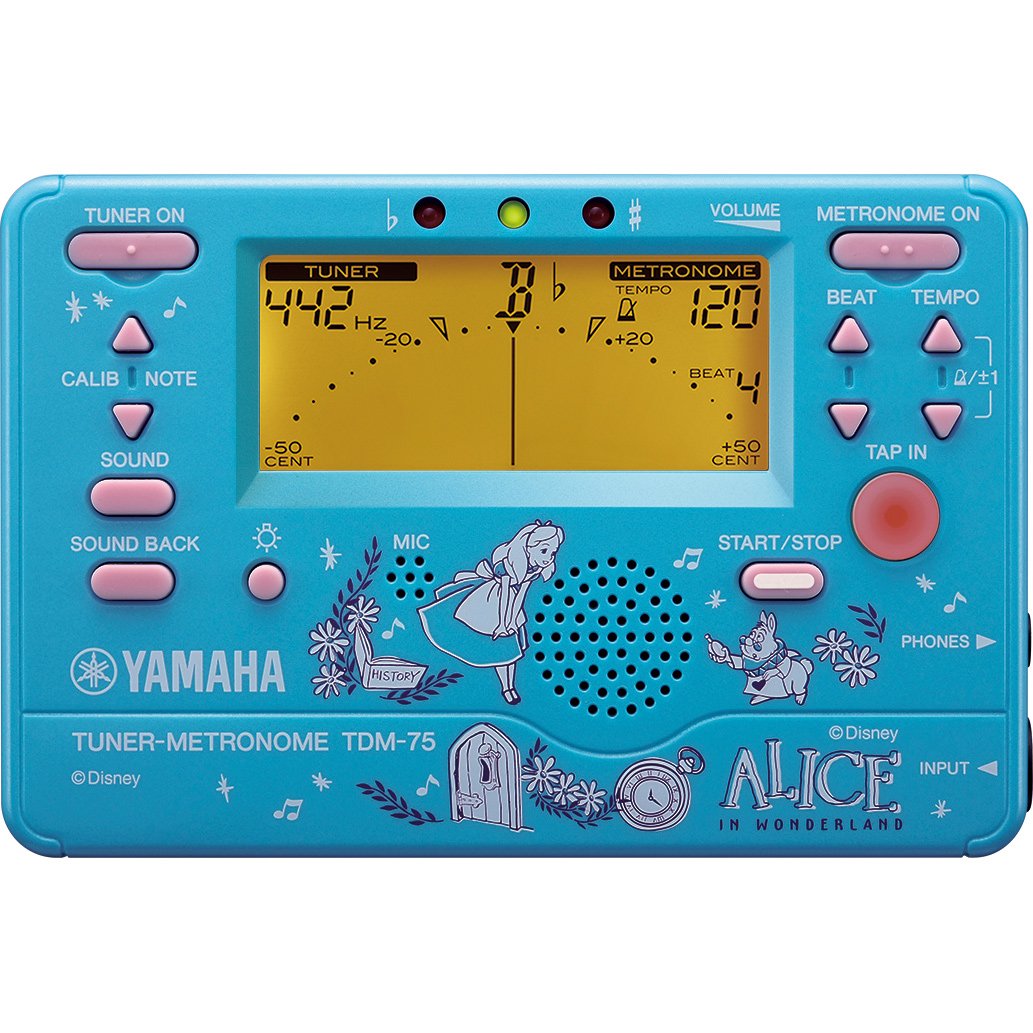 TUNER ON
♭
♯
VOLUME
METRONOME ON
TUNER
442 Hz
B♭
METRONOME
TEMPO
120
-20
+20
BEAT 4
-50
CENT
+50
CENT
CALIB
NOTE
SOUND
SOUND BACK
BEAT
TEMPO
/±1
TAP IN
MIC
START/STOP
PHONES
HISTORY
YAMAHA
TUNER-METRONOME TDM-75
©Disney
©Disney
ALICE
IN WONDERLAND
INPUT